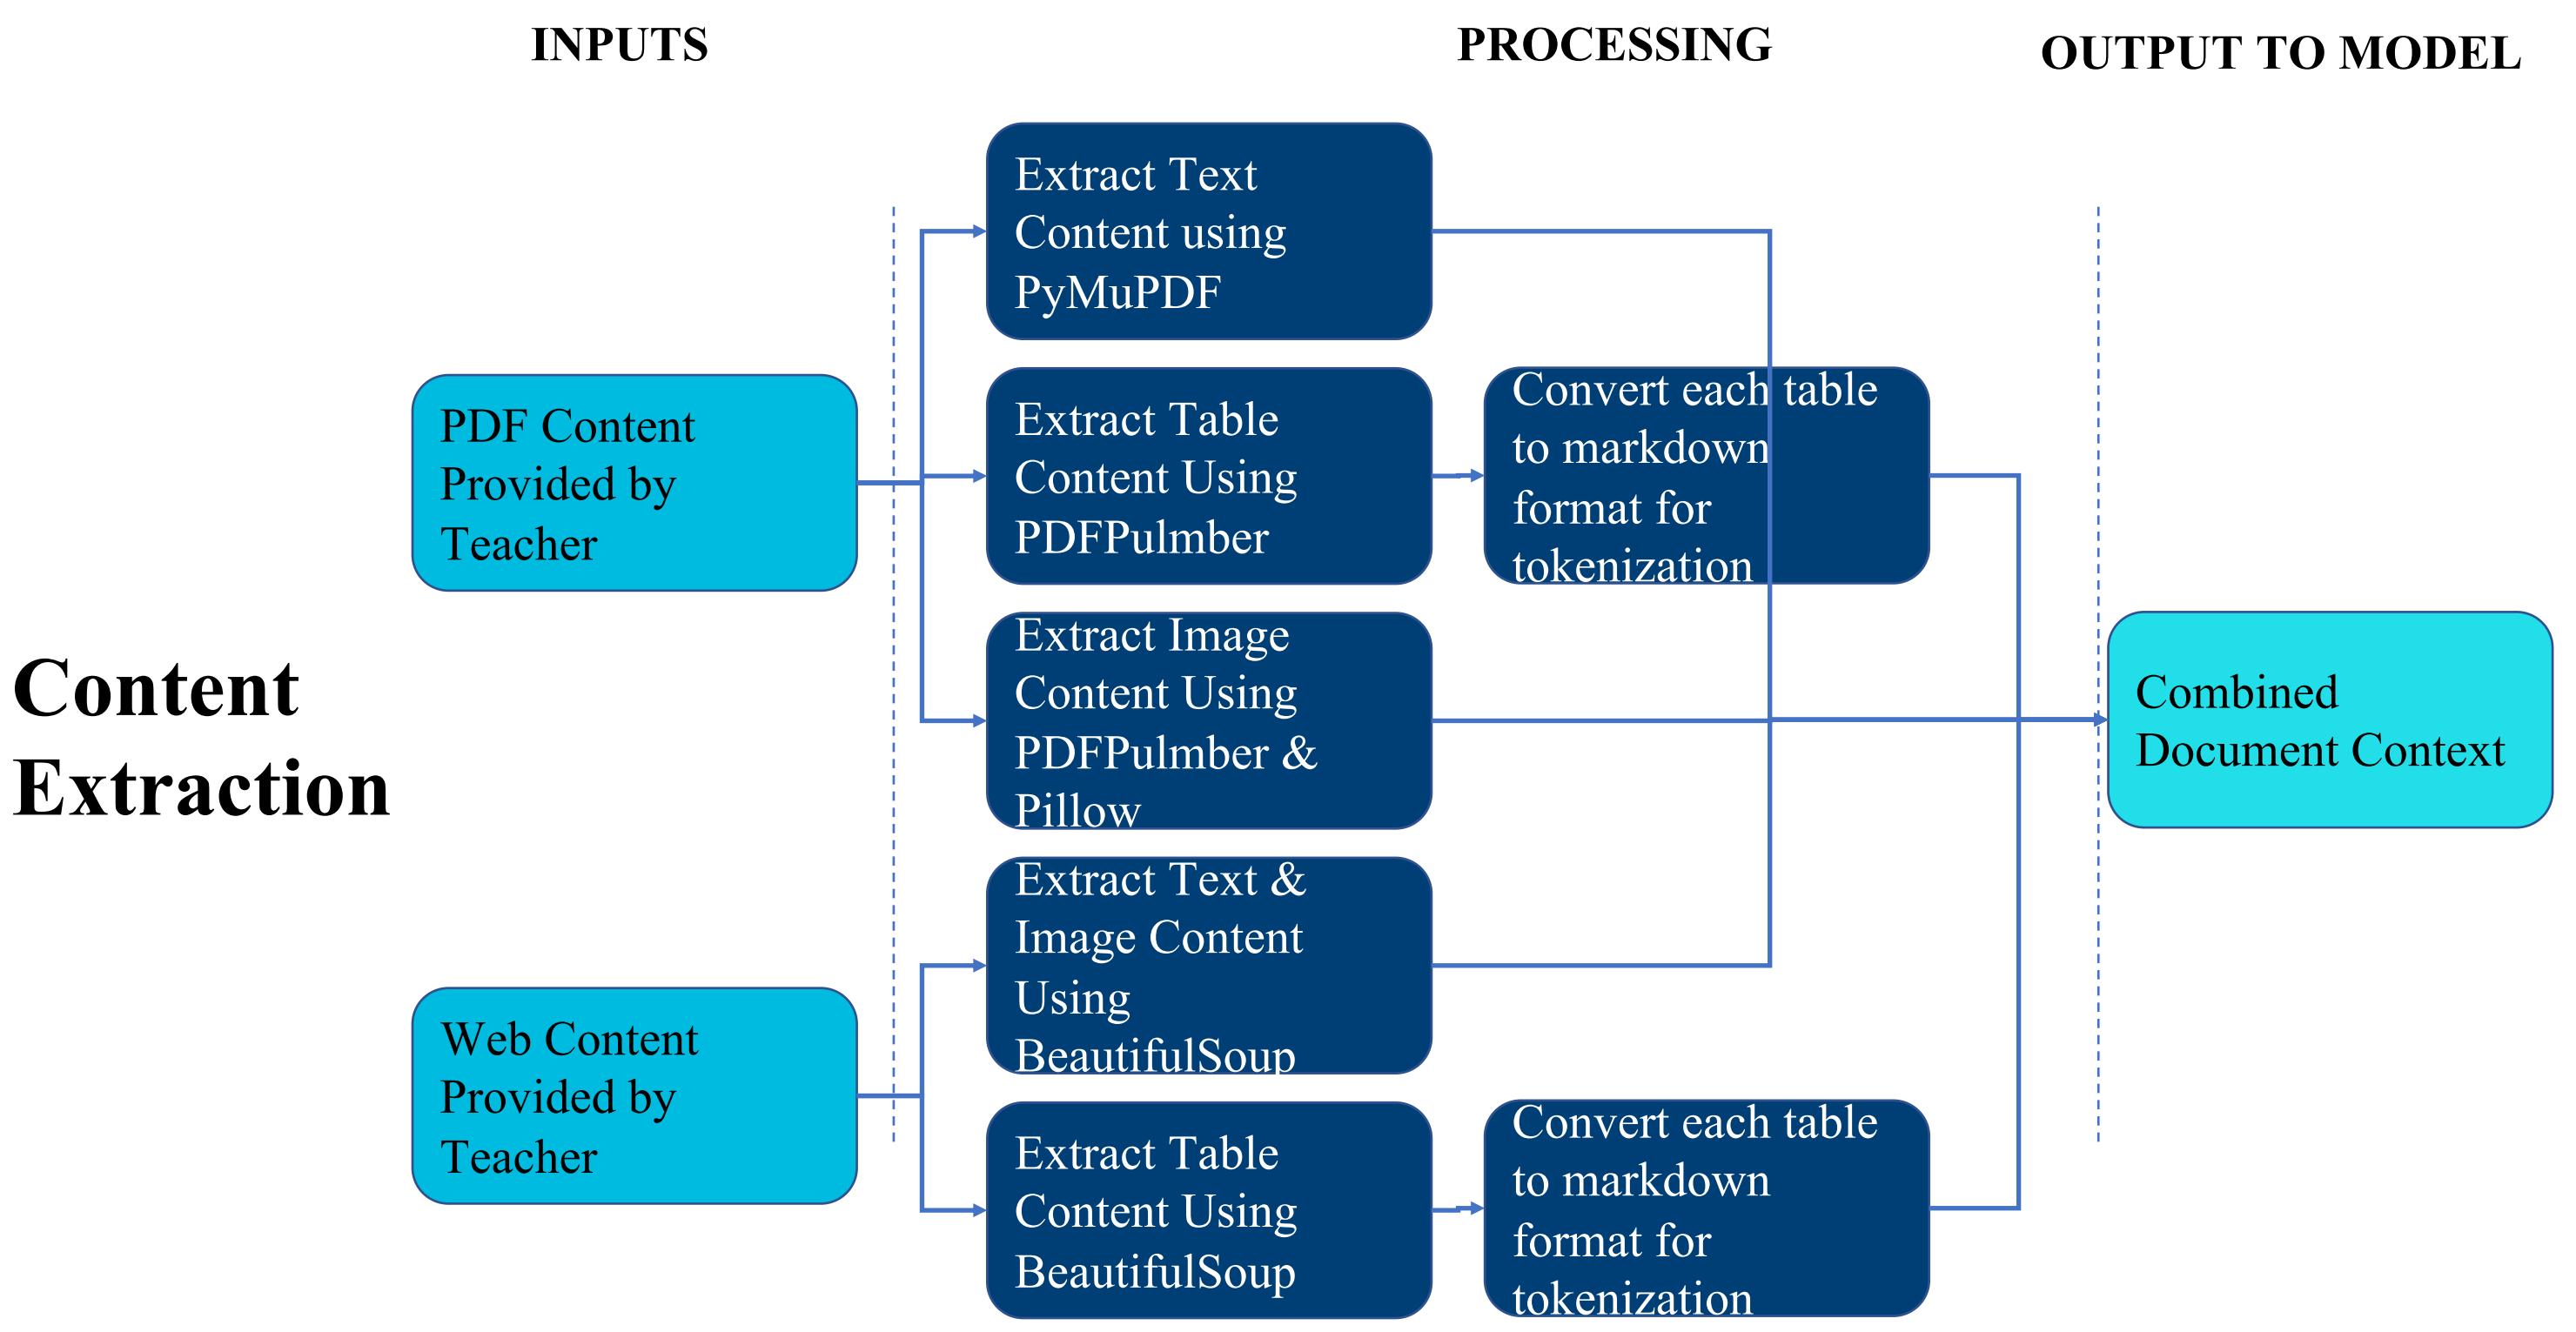 INPUTS
PROCESSING
OUTPUT TO MODEL
Content
Extraction
PDF Content
Provided by
Teacher
Web Content
Provided by
Teacher
Extract Text
Content using
PyMuPDF
Extract Table
Content Using
PDFPulmber
Extract Image
Content Using
PDFPulmber &
Pillow
Extract Text &
Image Content
Using
BeautifulSoup
Extract Table
Content Using
BeautifulSoup
Convert each table
to markdown
format for
tokenization
Convert each table
to markdown
format for
tokenization
Combined
Document Context